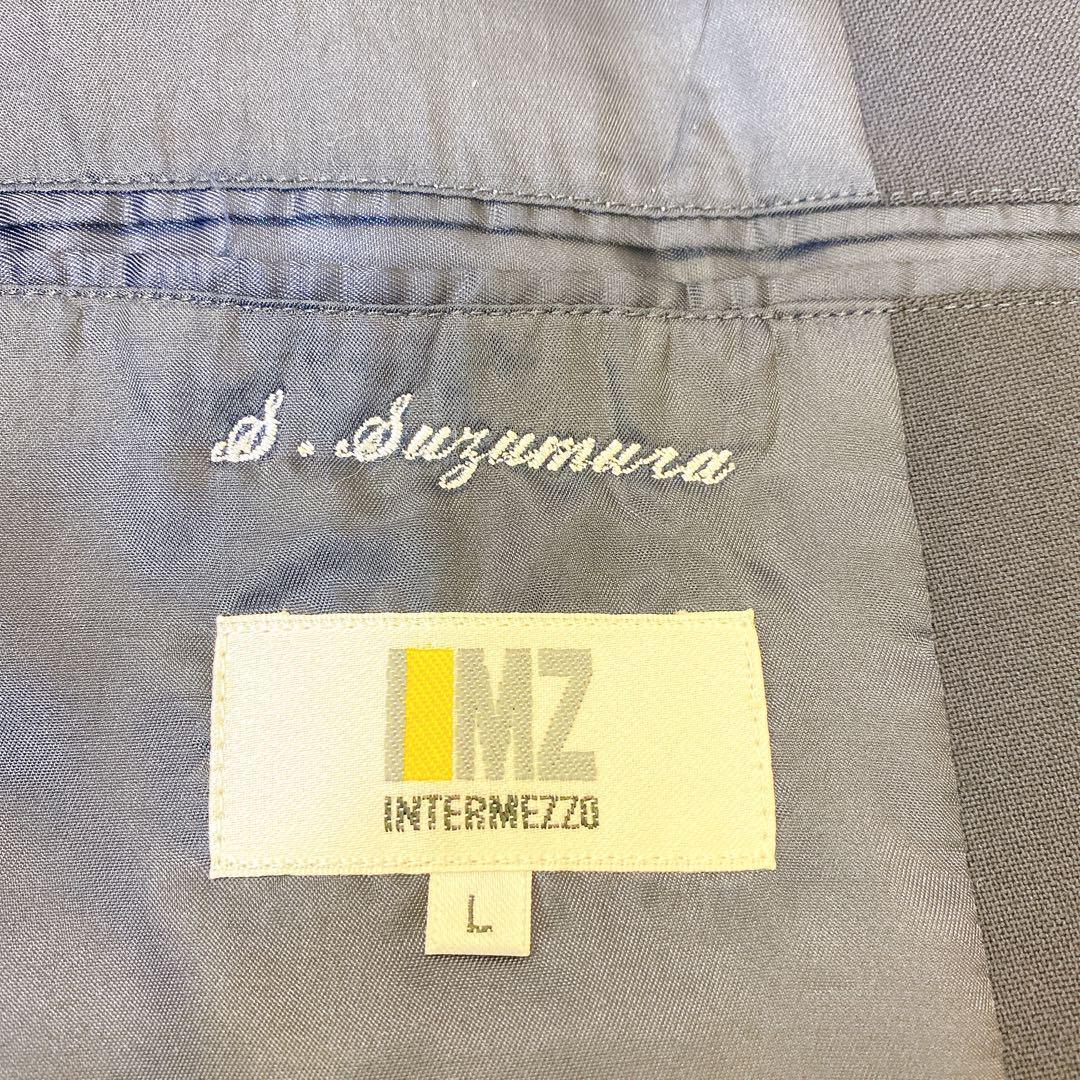 S. Suzumura
IMZ
INTERMEZZO
L